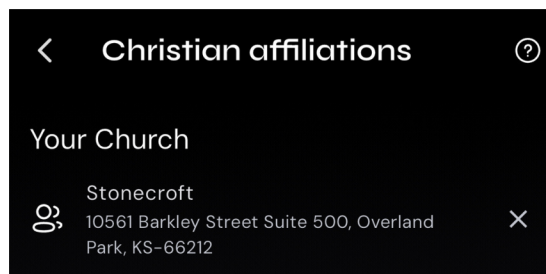 Christian affiliations
Your Church
Stonecroft
10561 Barkley Street Suite 500, Overland
Park, KS-66212